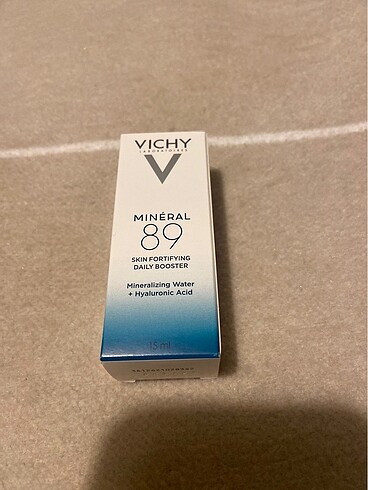 VICHY
LABORATOIRES
MINÉRAL
89
SKIN FORTIFYING
DAILY BOOSTER
Mineralizing Water
+ Hyaluronic Acid
15 ml